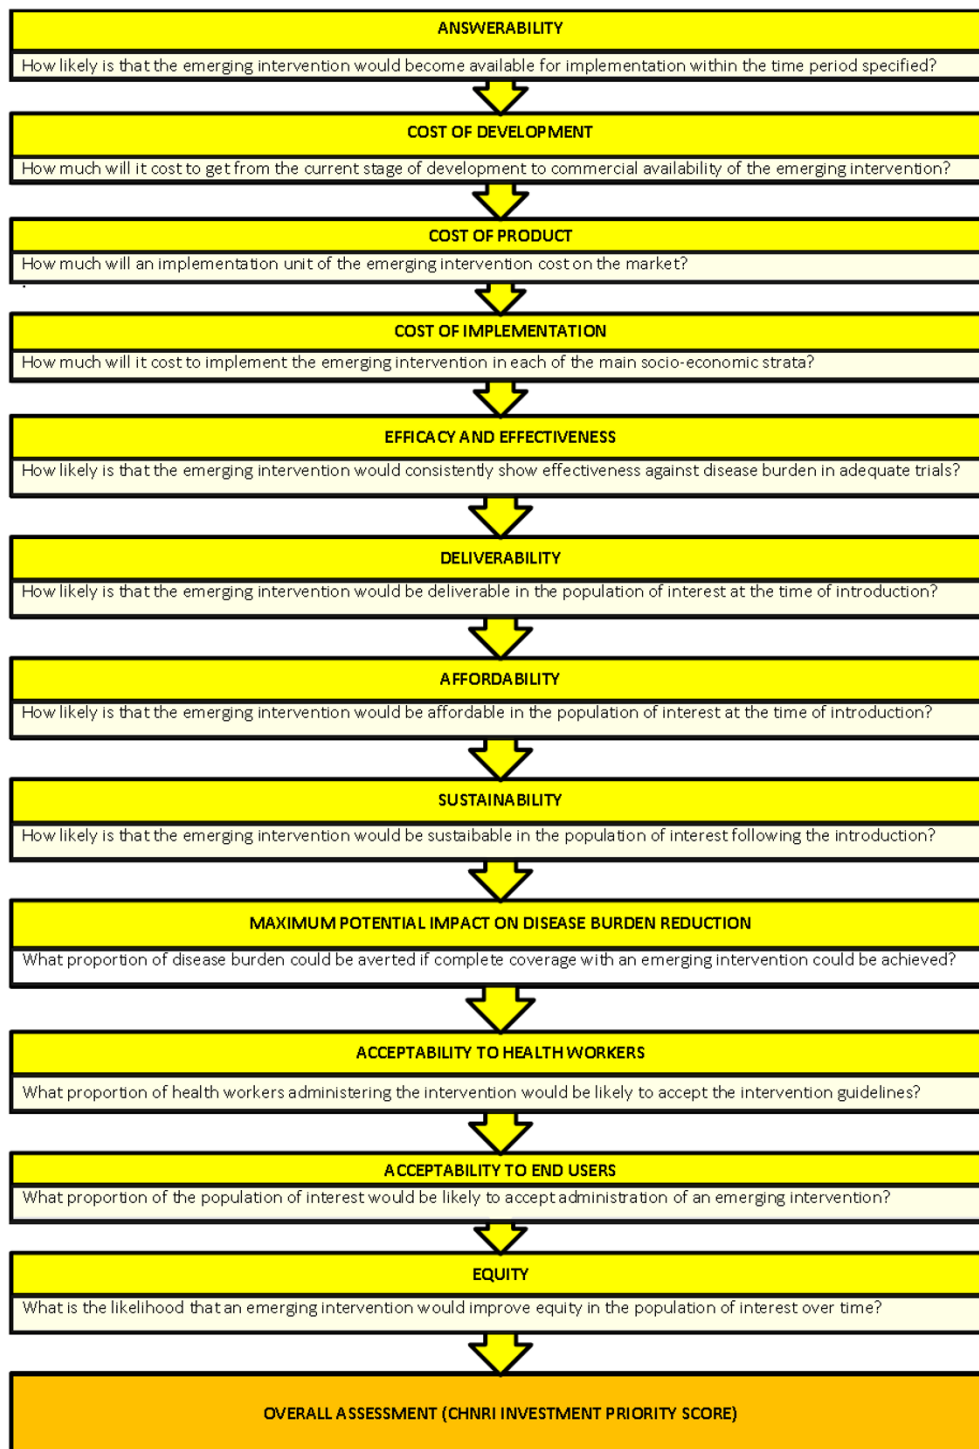 ANSWERABILITY
How likely is that the emerging intervention would become available for implementation within the time period specified?
COST OF DEVELOPMENT
How much will it cost to get from the current stage of development to commercial availability of the emerging intervention?
COST OF PRODUCT
How much will an implementation unit of the emerging intervention cost on the market?
.
COST OF IMPLEMENTATION
How much will it cost to implement the emerging intervention in each of the main socio-economic strata?
EFFICACY AND EFFECTIVENESS
How likely is that the emerging intervention would consistently show effectiveness against disease burden in adequate trials?
DELIVERABILITY
How likely is that the emerging intervention would be deliverable in the population of interest at the time of introduction?
AFFORDABILITY
How likely is that the emerging intervention would be affordable in the population of interest at the time of introduction?
SUSTAINABILITY
How likely is that the emerging intervention would be sustaibable in the population of interest following the introduction?
MAXIMUM POTENTIAL IMPACT ON DISEASE BURDEN REDUCTION
What proportion of disease burden could be averted if complete coverage with an emerging intervention could be achieved?
ACCEPTABILITY TO HEALTH WORKERS
What proportion of health workers administering the intervention would be likely to accept the intervention guidelines?
ACCEPTABILITY TO END USERS
What proportion of the population of interest would be likely to accept administration of an emerging intervention?
EQUITY
What is the likelihood that an emerging intervention would improve equity in the population of interest over time?
OVERALL ASSESSMENT (CHNRI INVESTMENT PRIORITY SCORE)